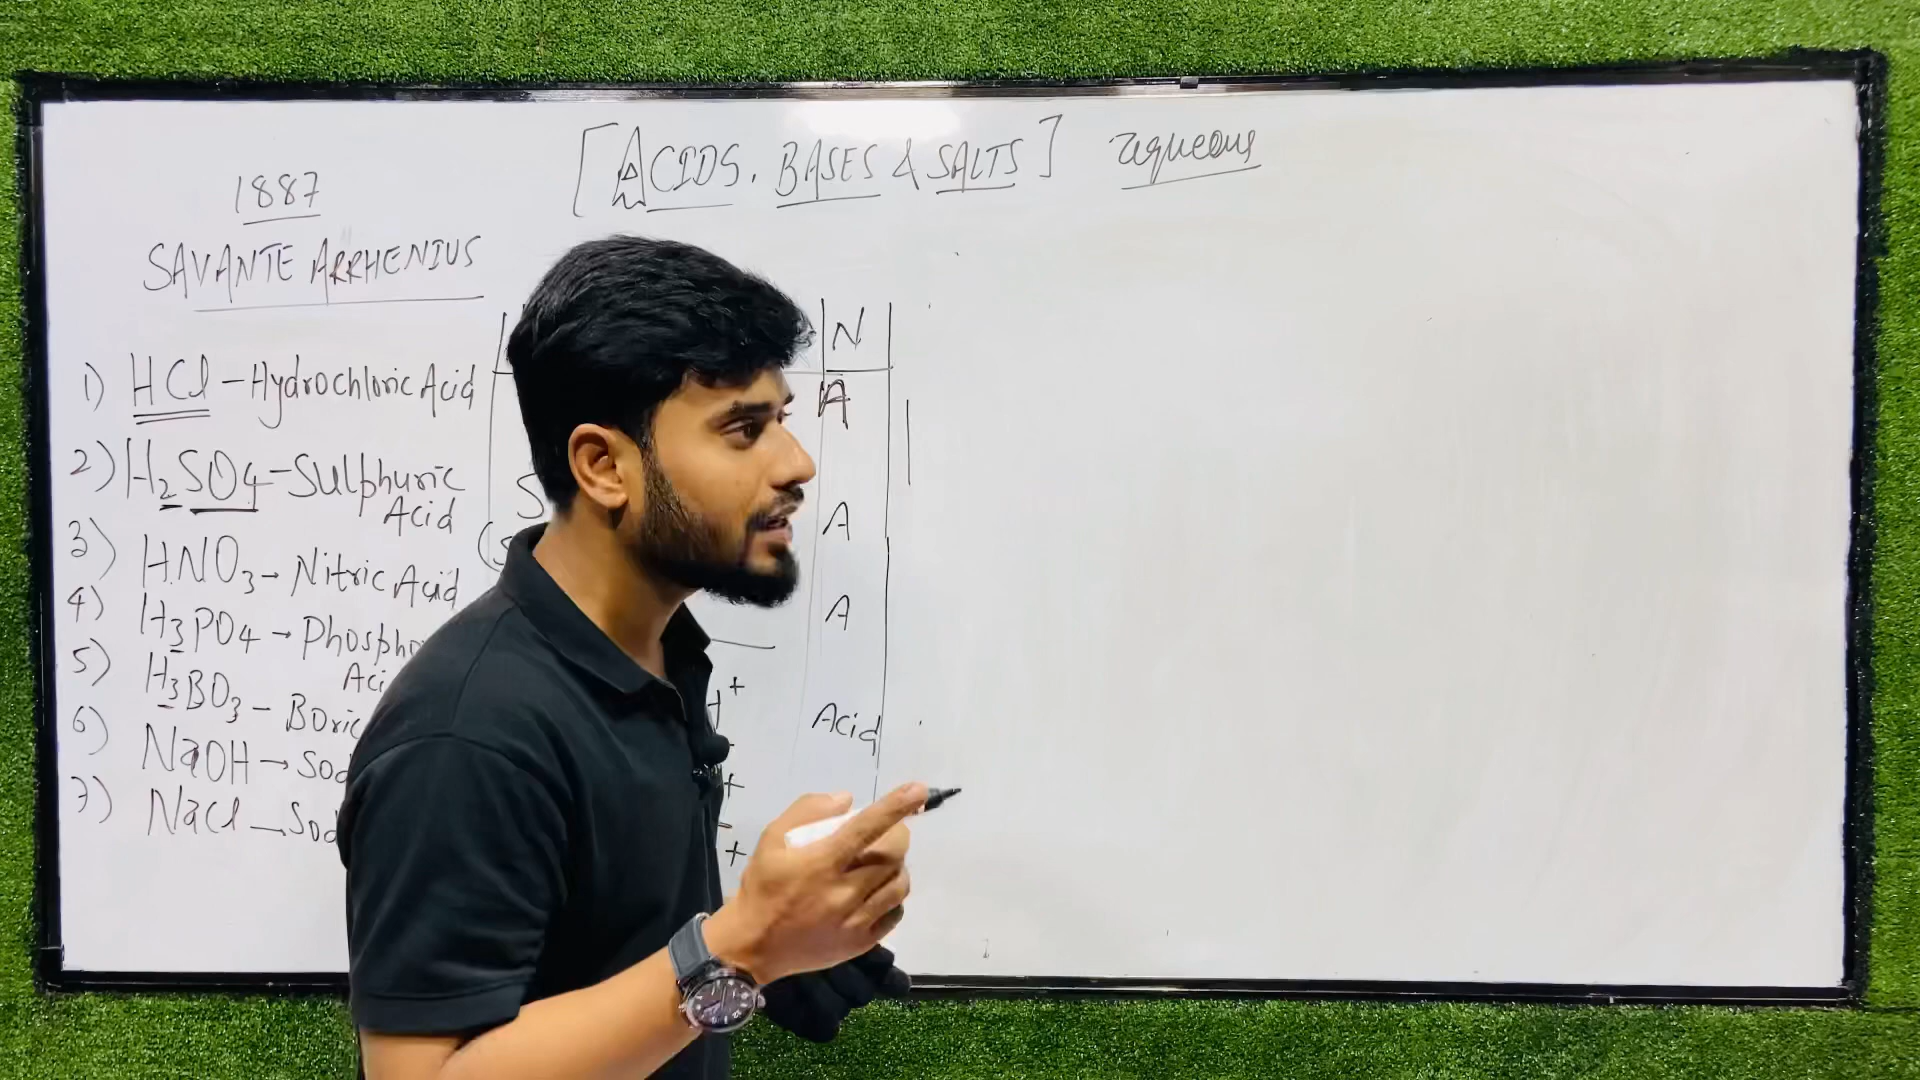 [ACIDS, BASES & SALTS] aqueous
1887
SAVANTE ARRHENIUS
1) HCl - Hydrochloric Acid
2) H2SO4 - Sulphuric
Acid
3) HNO3 → Nitric Acid
4) H3PO4 → Phospho
Aci
5) H3BO3 - Boric
6) NaOH → Sod
7) NaCl → Sod
N
A
A
A
Acid
+
+
-
+